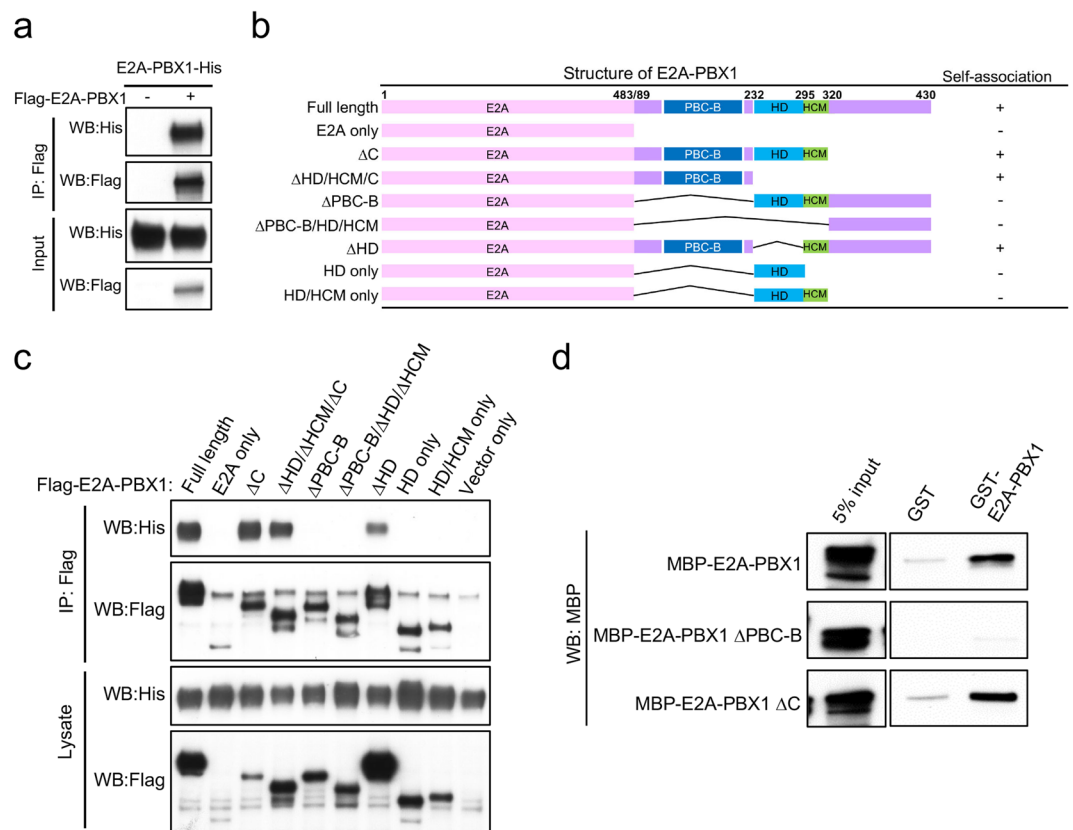 a
E2A-PBX1-His
Flag-E2A-PBX1 - +
IP: Flag
WB:His
WB:Flag
Input
WB:His
WB:Flag
b
Structure of E2A-PBX1 Self-association
1 483/89 232 295 320 430
Full length E2A PBC-B HD HCM +
E2A only E2A -
ΔC E2A PBC-B HD HCM +
ΔHD/HCM/C E2A PBC-B +
ΔPBC-B E2A HD HCM -
ΔPBC-B/HD/HCM E2A -
ΔHD E2A PBC-B HCM +
HD only E2A HD -
HD/HCM only E2A HD HCM -
c
Flag-E2A-PBX1: Full length E2A only ΔC ΔHD/ΔHCM/ΔC ΔPBC-B ΔPBC-B/ΔHD/ΔHCM ΔHD HD only HD/HCM only Vector only
IP: Flag
WB:His
WB:Flag
Lysate
WB:His
WB:Flag
d
5% input GST GST-E2A-PBX1
WB: MBP
MBP-E2A-PBX1
MBP-E2A-PBX1 ΔPBC-B
MBP-E2A-PBX1 ΔC